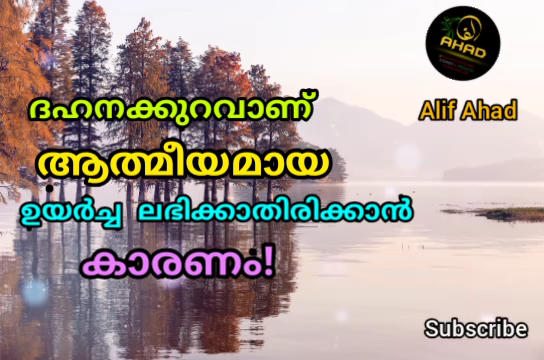 AHAD
Alif Ahad
ദഹനക്കുറവാണ്
ആത്മീയമായ
ഉയർച്ച ലഭിക്കാതിരിക്കാൻ
കാരണം!
Subscribe